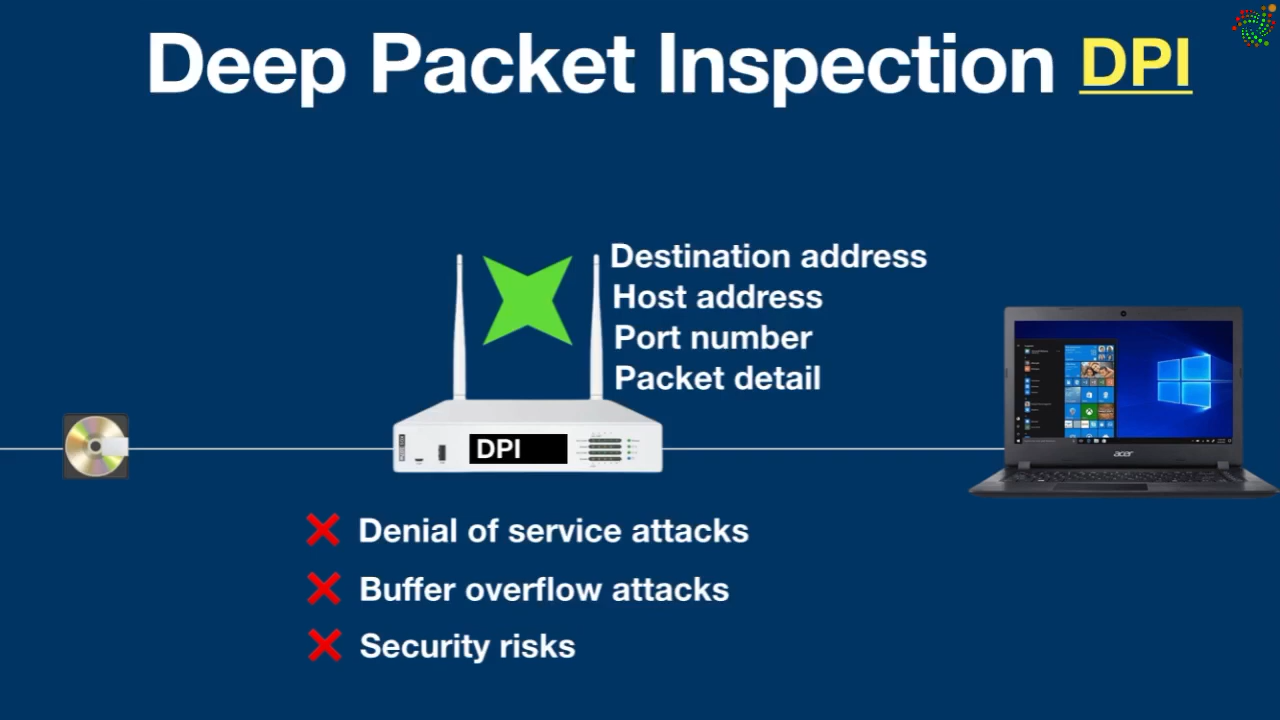 Deep Packet Inspection DPI
Destination address
Host address
Port number
Packet detail
DPI
acer
Denial of service attacks
Buffer overflow attacks
Security risks